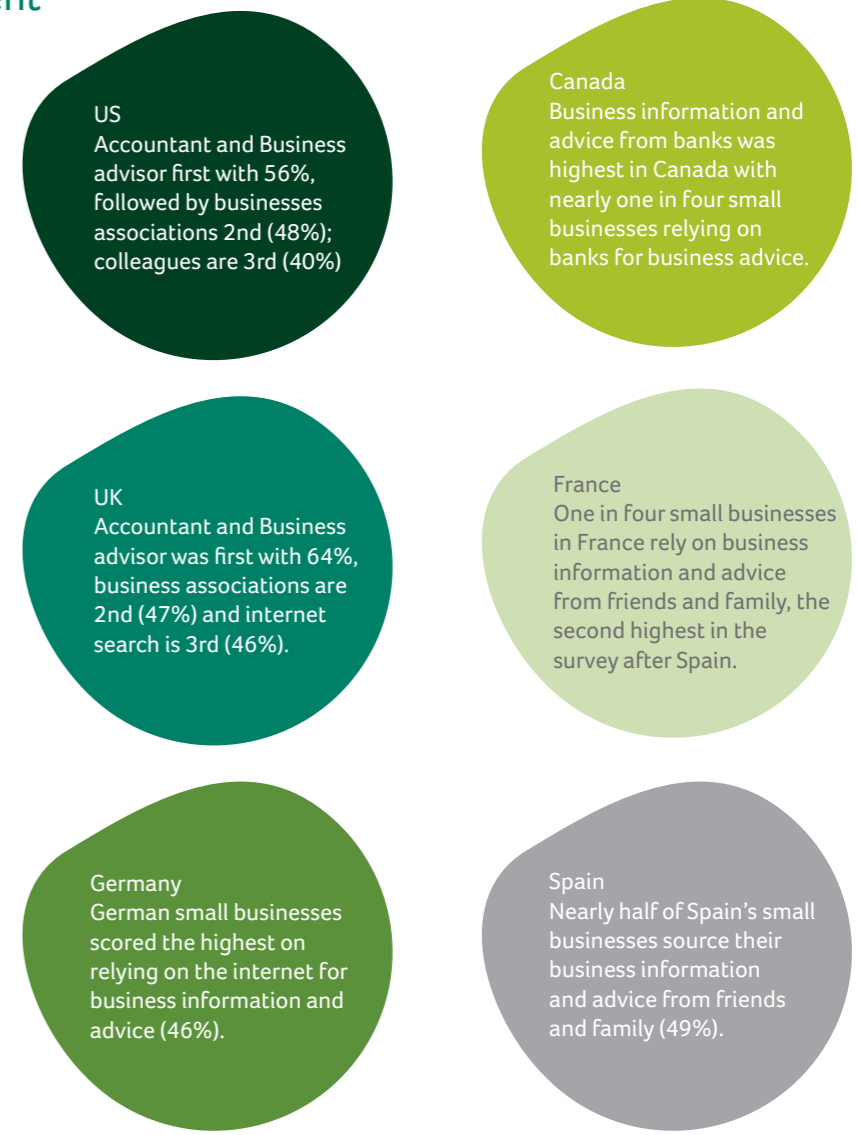 US
Accountant and Business
advisor first with 56%,
followed by businesses
associations 2nd (48%);
colleagues are 3rd (40%)
Canada
Business information and
advice from banks was
highest in Canada with
nearly one in four small
businesses relying on
banks for business advice.
UK
Accountant and Business
advisor was first with 64%,
business associations are
2nd (47%) and internet
search is 3rd (46%).
France
One in four small businesses
in France rely on business
information and advice
from friends and family, the
second highest in the
survey after Spain.
Germany
German small businesses
scored the highest on
relying on the internet for
business information and
advice (46%).
Spain
Nearly half of Spain’s small
businesses source their
business information
and advice from friends
and family (49%).